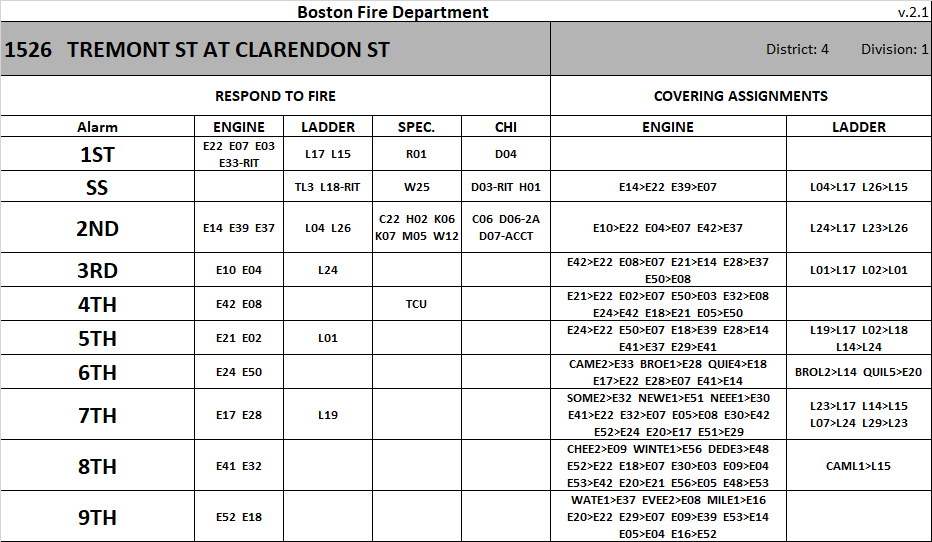 Boston Fire Department v.2.1
1526 TREMONT ST AT CLARENDON ST District: 4 Division: 1
RESPOND TO FIRE COVERING ASSIGNMENTS
Alarm ENGINE LADDER SPEC. CHI ENGINE LADDER
1ST
E22 E07 E03
E33-RIT
L17 L15
R01
D04
SS
TL3 L18-RIT
W25
D03-RIT H01
E14>E22 E39>E07
L04>L17 L26>L15
2ND
E14 E39 E37
L04 L26
C22 H02 K06
K07 M05 W12
C06 D06-2A
D07-ACCT
E10>E22 E04>E07 E42>E37
L24>L17 L23>L26
3RD
E10 E04
L24
E42>E22 E08>E07 E21>E14 E28>E37
E50>E08
L01>L17 L02>L01
4TH
E42 E08
TCU
E21>E22 E02>E07 E50>E03 E32>E08
E24>E42 E18>E21 E05>E50
5TH
E21 E02
L01
E24>E22 E50>E07 E18>E39 E28>E14
E41>E37 E29>E41
L19>L17 L02>L18
L14>L24
6TH
E24 E50
CAME2>E33 BROE1>E28 QUIE4>E18
E17>E22 E28>E07 E41>E14
BROL2>L14 QUIL5>E20
7TH
E17 E28
L19
SOME2>E32 NEWE1>E51 NEEE1>E30
E41>E22 E32>E07 E05>E08 E30>E42
E52>E24 E20>E17 E51>E29
L23>L17 L14>L15
L07>L24 L29>L23
8TH
E41 E32
CHEE2>E09 WINTE1>E56 DEDE3>E48
E52>E22 E18>E07 E30>E03 E09>E04
E53>E42 E20>E21 E56>E05 E48>E53
CAML1>L15
9TH
E52 E18
WATE1>E37 EVEE2>E08 MILE1>E16
E20>E22 E29>E07 E09>E39 E53>E14
E05>E04 E16>E52